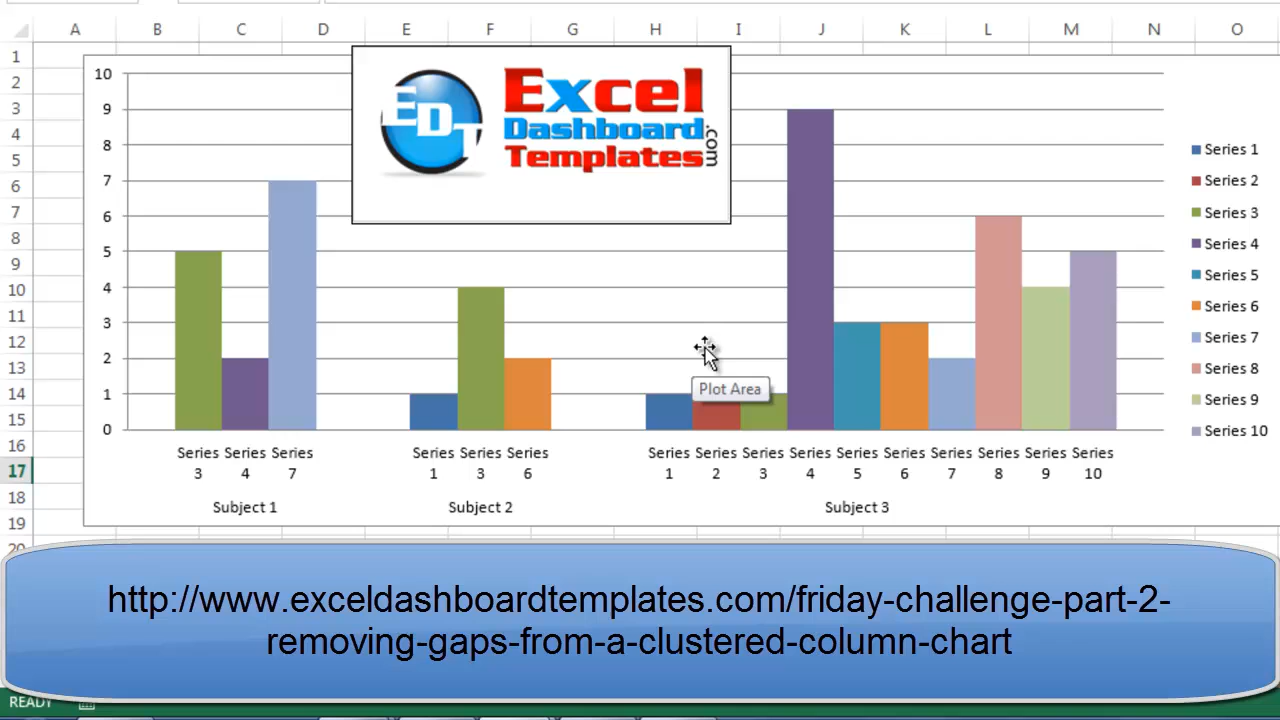 A B C D E F G H I J K L M N O
1
2
3
4
5
6
7
8
9
10
11
12
13
14
15
16
17
18
19
20
10
9
8
7
6
5
4
3
2
1
0
EDT
Excel
Dashboard
Templates
.com
Plot Area
Series 1
Series 2
Series 3
Series 4
Series 5
Series 6
Series 7
Series 8
Series 9
Series 10
Series Series Series Series Series Series Series Series Series Series Series Series Series Series Series Series
3 4 7 1 3 6 1 2 3 4 5 6 7 8 9 10
Subject 1 Subject 2 Subject 3
http://www.exceldashboardtemplates.com/friday-challenge-part-2-
removing-gaps-from-a-clustered-column-chart
READY